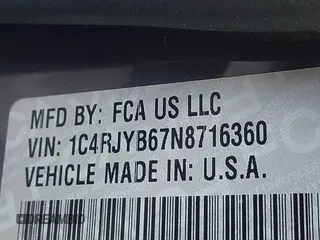 MFD BY: FCA US LLC
VIN: 1C4RJYB67N8716360
VEHICLE MADE IN: U.S.A.